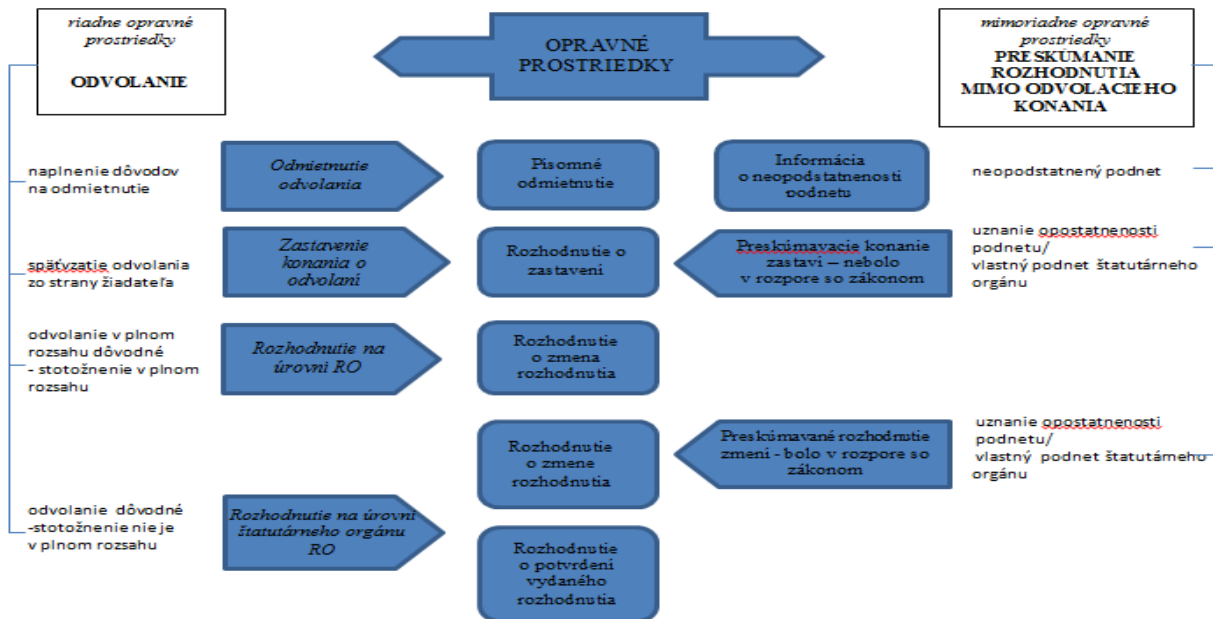 riadne opravné
prostriedky
ODVOLANIE
OPRAVNÉ
PROSTRIEDKY
mimoriadne opravné
prostriedky
PRESKÚMANIE
ROZHODNUTIA
MIMO ODVOLACIEHO
KONANIA
naplnenie dôvodov
na odmietnutie
Odmietnutie
odvolania
Písomné
odmietnutie
Informácia
o neopodstatnenosti
podnetu
neopodstatnený podnet
späťvzatie odvolania
zo strany žiadateľa
Zastavenie
konania o
odvolaní
Rozhodnutie o
zastavení
Preskúmavacie konanie
zastaví – nebolo
v rozpore so zákonom
uznanie opostatnenosti
podnetu/
vlastný podnet štatutárneho
orgánu
odvolanie v plnom
rozsahu dôvodné
- stotožnenie v plnom
rozsahu
Rozhodnutie na
úrovni RO
Rozhodnutie
o zmena
rozhodnutia
Rozhodnutie
o zmene
rozhodnutia
Preskúmavané rozhodnutie
zmení - bolo v rozpore so
zákonom
uznanie opostatnenosti
podnetu/
vlastný podnet štatutárneho
orgánu
odvolanie dôvodné
-stotožnenie nie je
v plnom rozsahu
Rozhodnutie na úrovni
štatutárneho orgánu
RO
Rozhodnutie
o potvrdení
vydaného
rozhodnutia